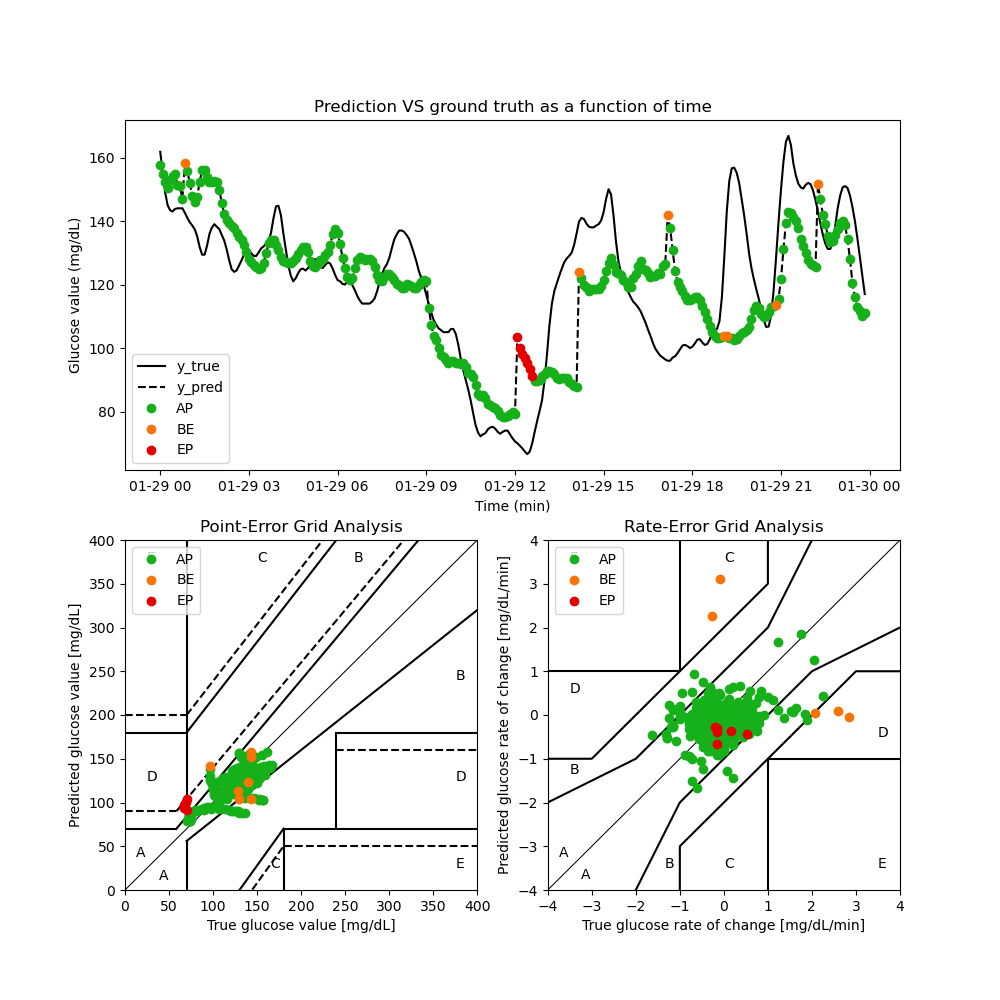 Prediction VS ground truth as a function of time
Glucose value (mg/dL)
160
140
120
100
80
y_true
y_pred
AP
BE
EP
01-29 00 01-29 03 01-29 06 01-29 09 01-29 12 01-29 15 01-29 18 01-29 21 01-30 00
Time (min)
Point-Error Grid Analysis
Predicted glucose value [mg/dL]
400
350
300
250
200
150
100
50
0
AP
BE
EP
C B
B
D D
A
A C E
0 50 100 150 200 250 300 350 400
True glucose value [mg/dL]
Rate-Error Grid Analysis
Predicted glucose rate of change [mg/dL/min]
4
3
2
1
0
−1
−2
−3
−4
AP
BE
EP
C
D
D
B
A
A B C E
−4 −3 −2 −1 0 1 2 3 4
True glucose rate of change [mg/dL/min]